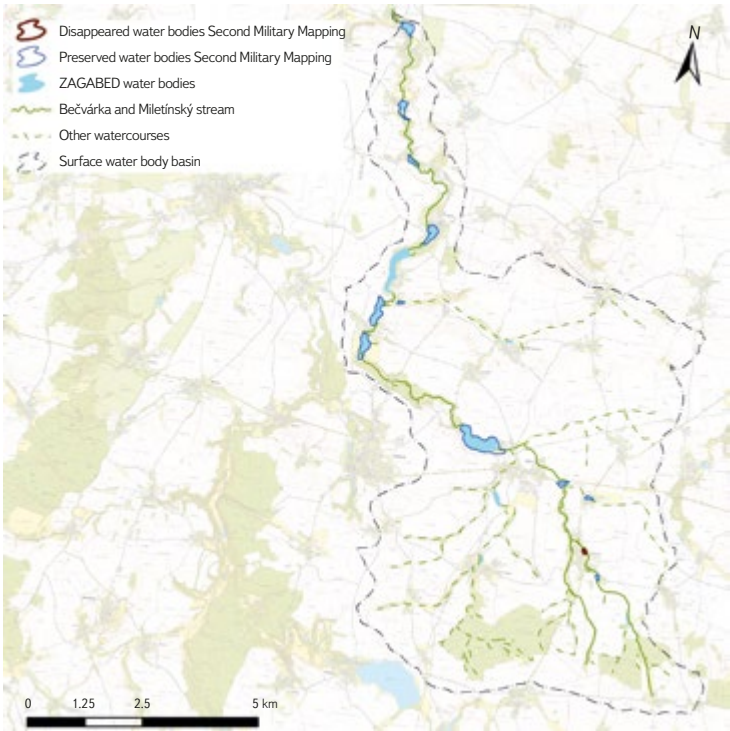 Disappeared water bodies Second Military Mapping
Preserved water bodies Second Military Mapping
ZAGABED water bodies
Bečvárka and Miletínský stream
Other watercourses
Surface water body basin
N
0 1.25 2.5 5 km